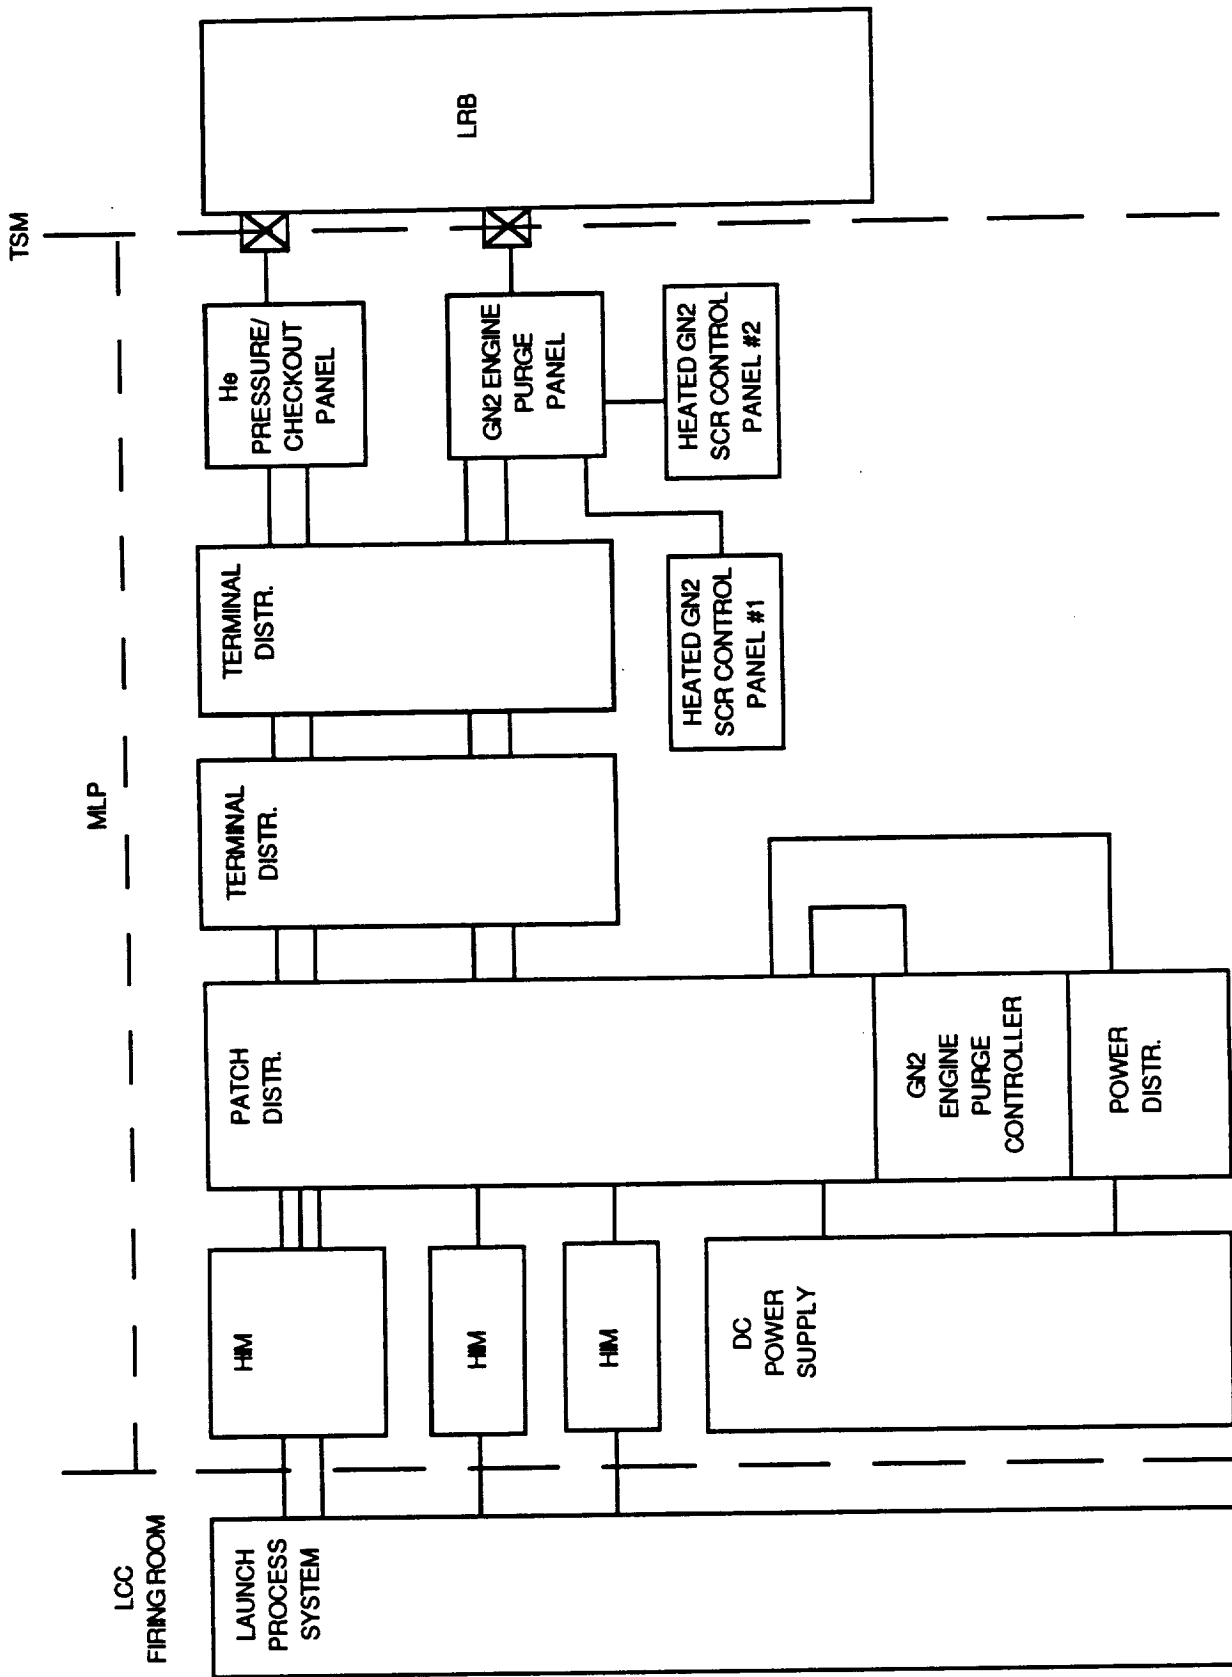 LCC
FIRING ROOM
MLP
TSM
LAUNCH
PROCESS
SYSTEM
HIM
HIM
HIM
DC
POWER
SUPPLY
PATCH
DISTR.
GN2
ENGINE
PURGE
CONTROLLER
POWER
DISTR.
TERMINAL
DISTR.
TERMINAL
DISTR.
He
PRESSURE/
CHECKOUT
PANEL
GN2 ENGINE
PURGE
PANEL
HEATED GN2
SCR CONTROL
PANEL #1
HEATED GN2
SCR CONTROL
PANEL #2
LRB